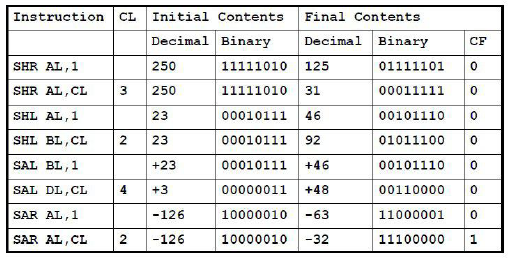 Instruction CL Initial Contents Final Contents
Decimal Binary Decimal Binary CF
SHR AL,1 250 11111010 125 01111101 0
SHR AL,CL 3 250 11111010 31 00011111 0
SHL AL,1 23 00010111 46 00101110 0
SHL BL,CL 2 23 00010111 92 01011100 0
SAL BL,1 +23 00010111 +46 00101110 0
SAL DL,CL 4 +3 00000011 +48 00110000 0
SAR AL,1 -126 10000010 -63 11000001 0
SAR AL,CL 2 -126 10000010 -32 11100000 1